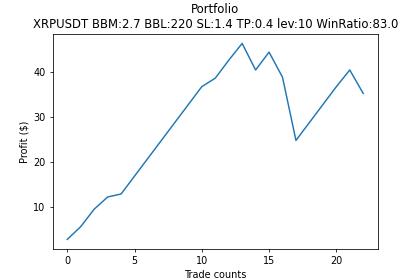 Portfolio
XRPUSDT BBM:2.7 BBL:220 SL:1.4 TP:0.4 lev:10 WinRatio:83.0
40
30
20
10
Profit ($)
0 5 10 15 20
Trade counts